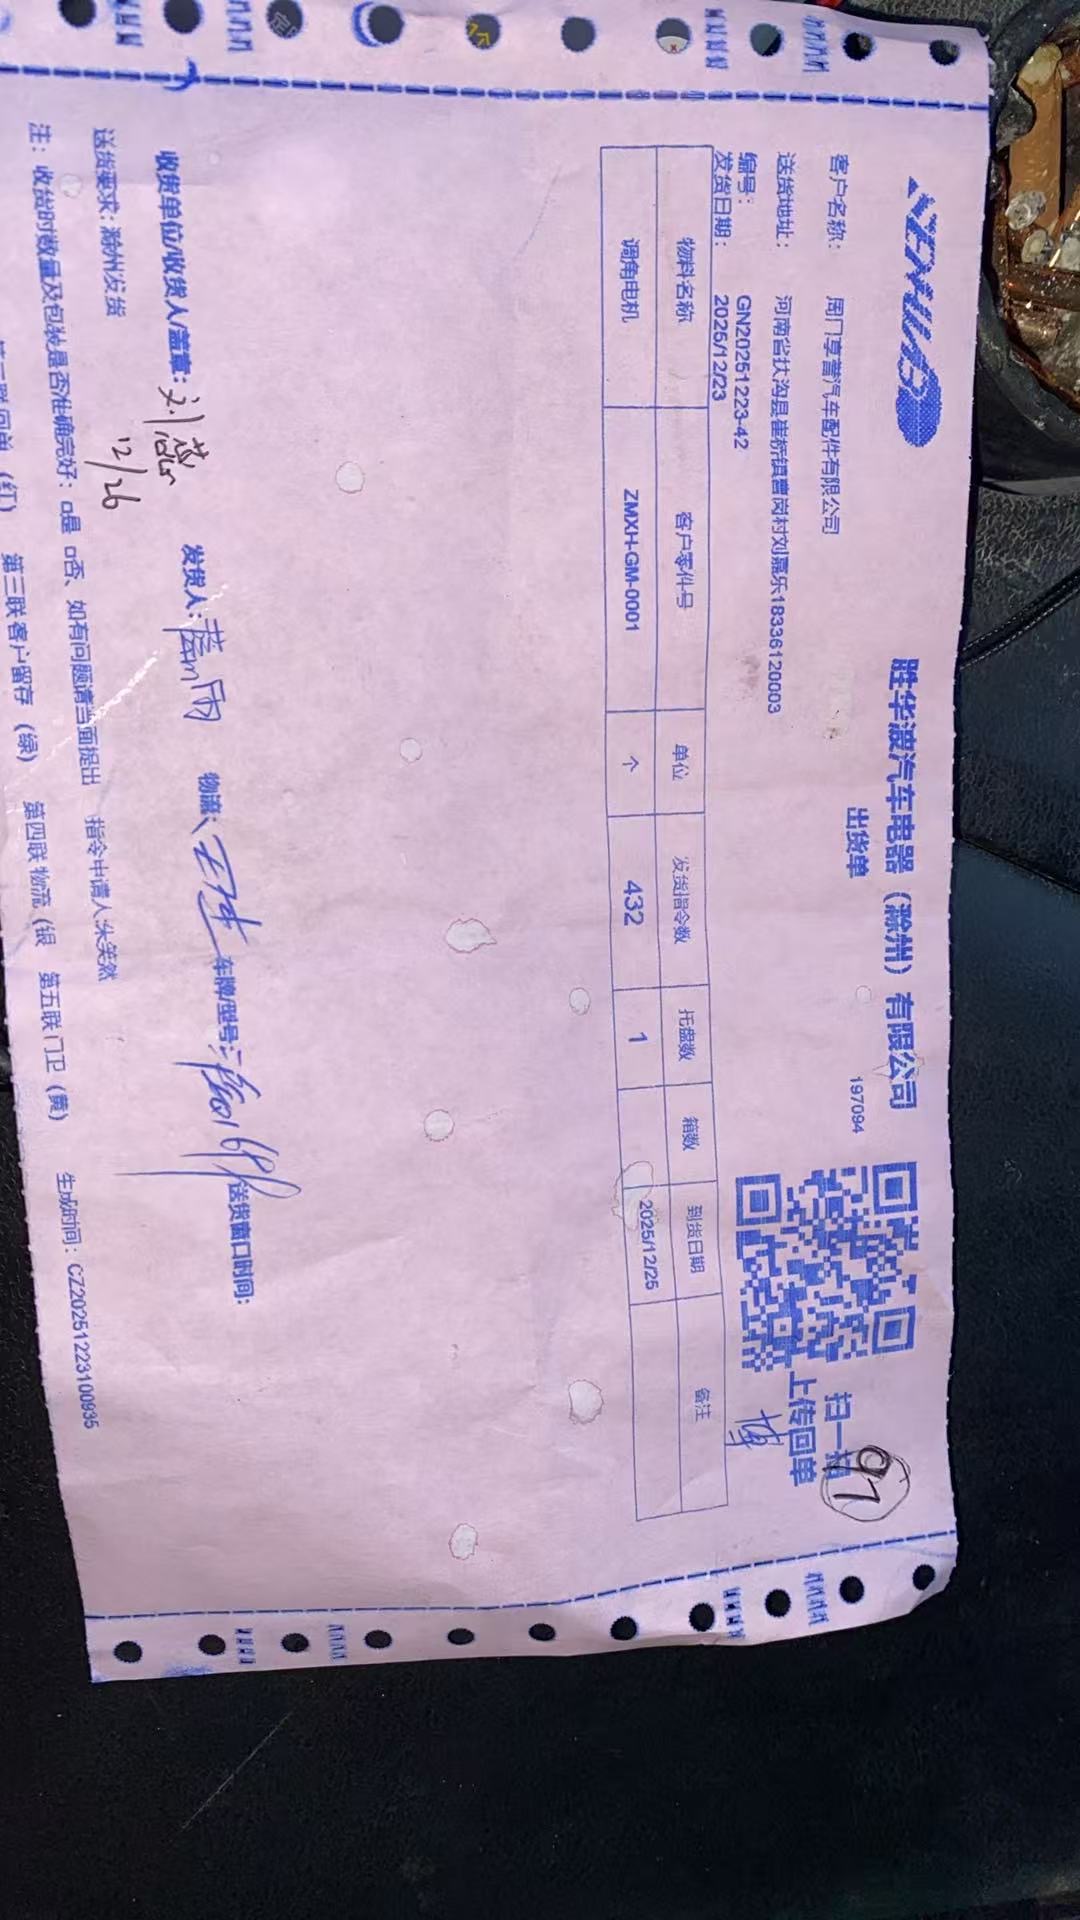 SHENGHUABO
胜华波汽车电器（滁州）有限公司
出货单
197094
扫一扫
上传回单
97
客户名称： 周门享普汽车配件有限公司
送货地址： 河南省扶沟县崔桥镇曹岗村刘嘉乐18336120003
编号： GN20251223-42
发货日期： 2025/12/23
物料名称 客户零件号 单位 发货指令数 托盘数 箱数 到货日期 备注
调角电机 ZMXH-GM-0001 个 432 1 2025/12/25
收货单位/收货人/盖章： 发货人： 物流： 车牌/型号： 送货窗口时间：
12/26
送货要求：滁州发货 指令申请人
注：收货时数量及包装是否准确完好：□是 □否、如有问题请当面提出
生成时间：CZ20251223100935
（红） 第三联客户留存（绿） 第四联物流（银 第五联门卫（黄）